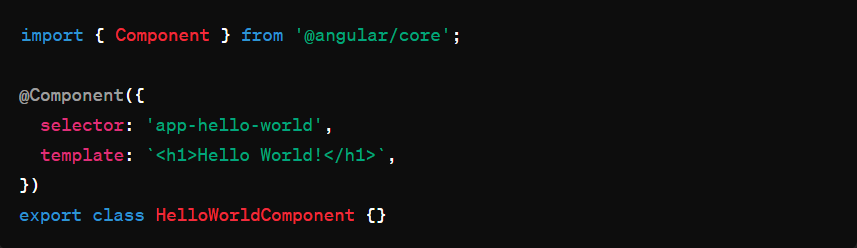 import { Component } from '@angular/core';
@Component({
  selector: 'app-hello-world',
  template: `<h1>Hello World!</h1>`,
})
export class HelloWorldComponent {}